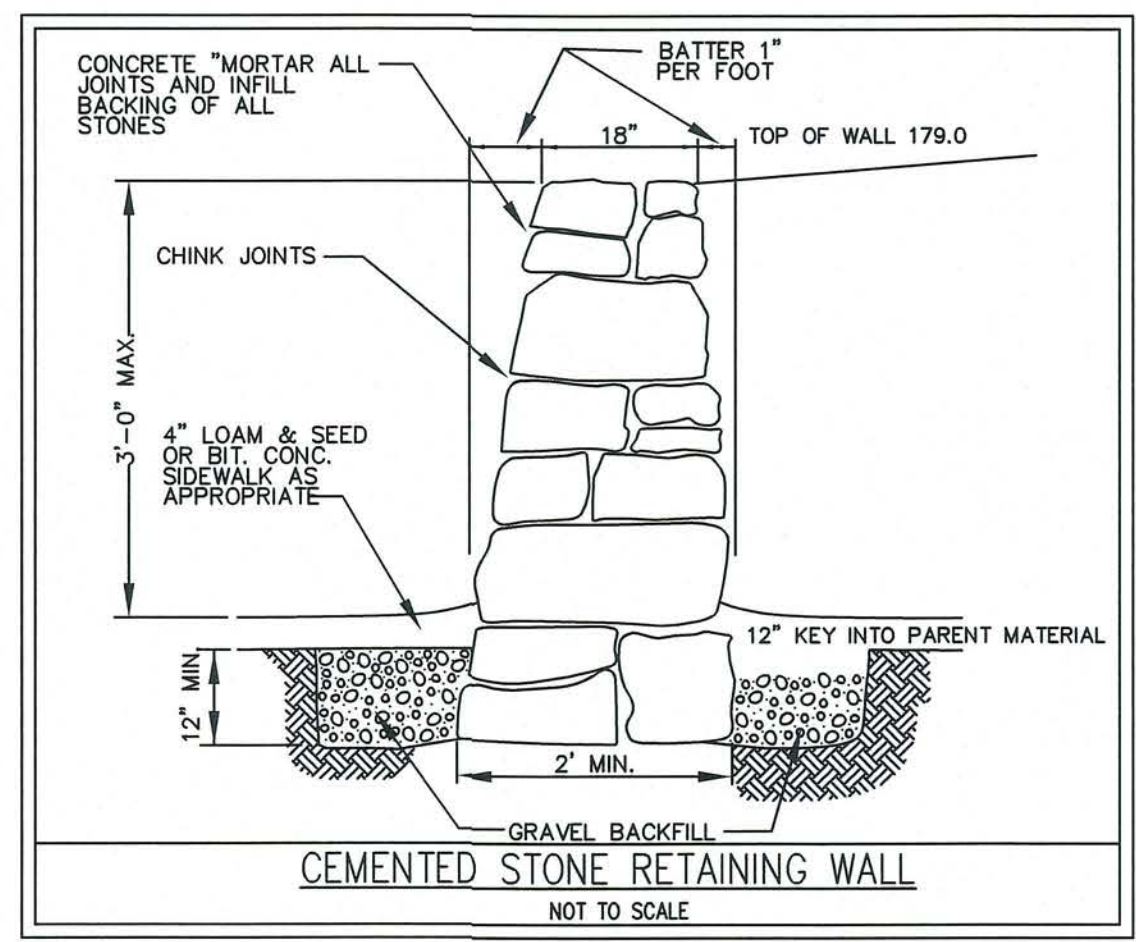 CONCRETE "MORTAR ALL
JOINTS AND INFILL
BACKING OF ALL
STONES
BATTER 1"
PER FOOT
18"
TOP OF WALL 179.0
CHINK JOINTS
3'-0" MAX.
4" LOAM & SEED
OR BIT. CONC.
SIDEWALK AS
APPROPRIATE
12" KEY INTO PARENT MATERIAL
12" MIN.
2' MIN.
GRAVEL BACKFILL
CEMENTED STONE RETAINING WALL
NOT TO SCALE